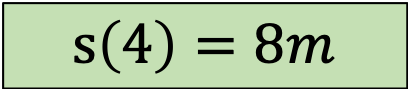 s(4) = 8m